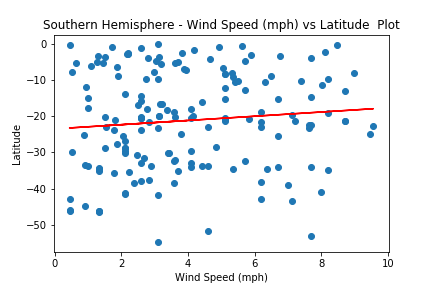 Southern Hemisphere - Wind Speed (mph) vs Latitude  Plot
0
−10
−20
−30
−40
−50
Latitude
0 2 4 6 8 10
Wind Speed (mph)